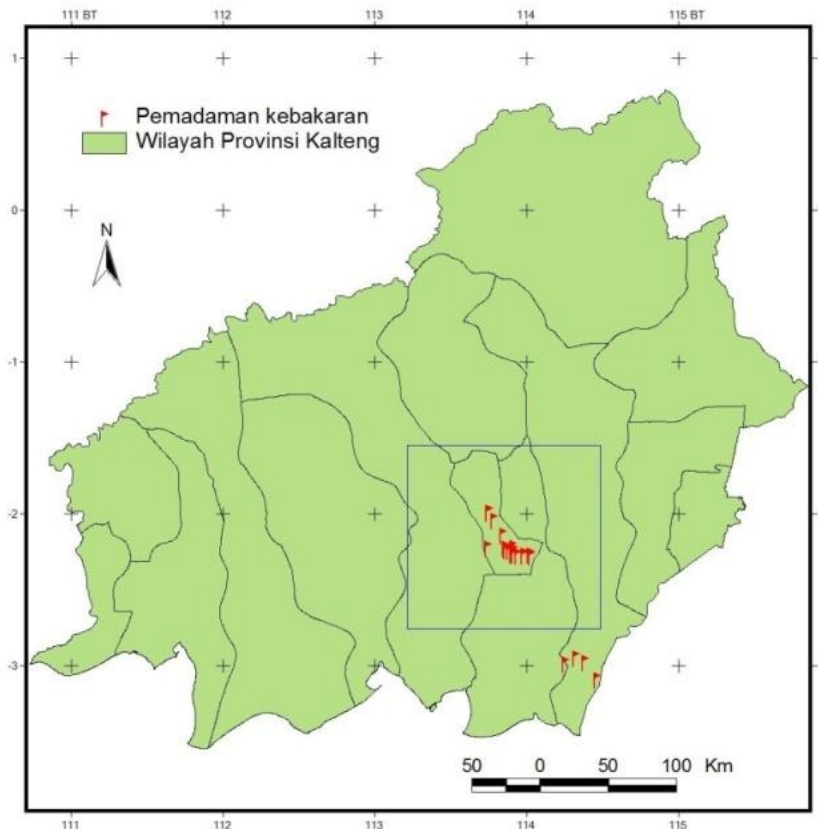 111 BT 112 113 114 115 BT
1
Pemadaman kebakaran
Wilayah Provinsi Kalteng
0
N
-1
-2
-3
50 0 50 100 Km
111 112 113 114 115